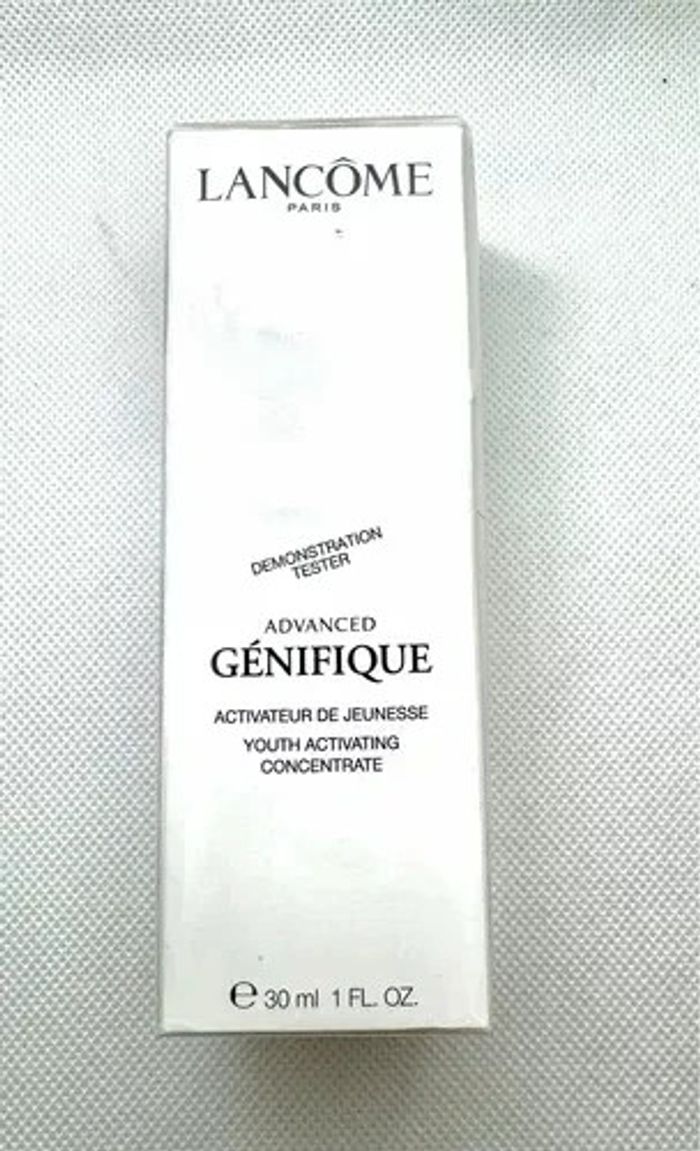 LANCÔME
PARIS
DEMONSTRATION
TESTER
ADVANCED
GÉNIFIQUE
ACTIVATEUR DE JEUNESSE
YOUTH ACTIVATING
CONCENTRATE
℮ 30 ml 1 FL. OZ.